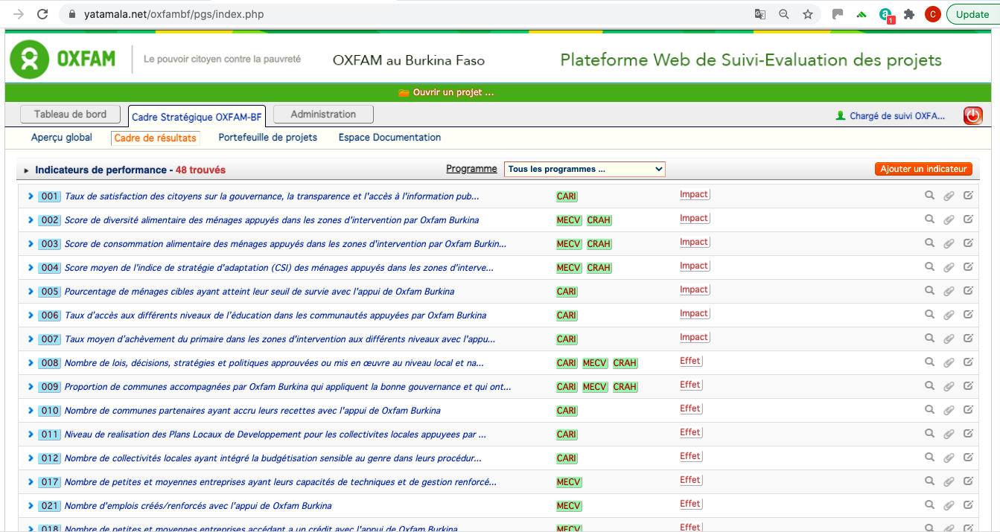 yatamala.net/oxfambf/pgs/index.php
a
1
C
Update
OXFAM
Le pouvoir citoyen contre la pauvreté
OXFAM au Burkina Faso
Plateforme Web de Suivi-Evaluation des projets
Ouvrir un projet ...
Tableau de bord
Cadre Stratégique OXFAM-BF
Administration
Chargé de suivi OXFA...
Aperçu global
Cadre de résultats
Portefeuille de projets
Espace Documentation
Indicateurs de performance - 48 trouvés
Programme
Tous les programmes ...
Ajouter un indicateur
001 Taux de satisfaction des citoyens sur la gouvernance, la transparence et l'accès à l'information pub... CARI Impact
002 Score de diversité alimentaire des ménages appuyés dans les zones d'intervention par Oxfam Burkina MECV CRAH Impact
003 Score de consommation alimentaire des ménages appuyés dans les zones d'intervention par Oxfam Burkin... MECV CRAH Impact
004 Score moyen de l'indice de stratégie d'adaptation (CSI) des ménages appuyés dans les zones d'interve... MECV CRAH Impact
005 Pourcentage de ménages cibles ayant atteint leur seuil de survie avec l'appui de Oxfam Burkina CARI Impact
006 Taux d'accès aux différents niveaux de l'éducation dans les communautés appuyées par Oxfam Burkina CARI Impact
007 Taux moyen d'achèvement du primaire dans les zones d'intervention aux différents niveaux avec l'appu... CARI Impact
008 Nombre de lois, décisions, stratégies et politiques approuvées ou mis en œuvre au niveau local et na... CARI MECV CRAH Effet
009 Proportion de communes accompagnées par Oxfam Burkina qui appliquent la bonne gouvernance et qui ont... CARI MECV CRAH Effet
010 Nombre de communes partenaires ayant accru leurs recettes avec l'appui de Oxfam Burkina CARI Effet
011 Niveau de realisation des Plans Locaux de Developpement pour les collectivites locales appuyees par ... CARI Effet
012 Nombre de collectivités locales ayant intégré la budgétisation sensible au genre dans leurs procédur... CARI Effet
017 Nombre de petites et moyennes entreprises ayant leurs capacités de techniques et de gestion renforcé... MECV Effet
021 Nombre d'emplois créés/renforcés avec l'appui de Oxfam Burkina MECV Effet
018 Nombre de petites et moyennes entreprises accédant a un crédit avec l'appui de Oxfam Burkina MECV Effet